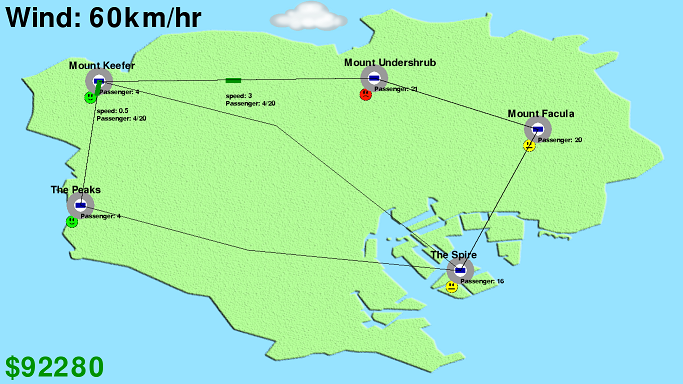 Wind: 60km/hr
Mount Keefer
Passenger: 4
speed: 0.5
Passenger: 4/20
speed: 3
Passenger: 4/20
Mount Undershrub
Passenger: 21
Mount Facula
Passenger: 20
The Peaks
Passenger: 4
The Spire
Passenger: 16
$92280